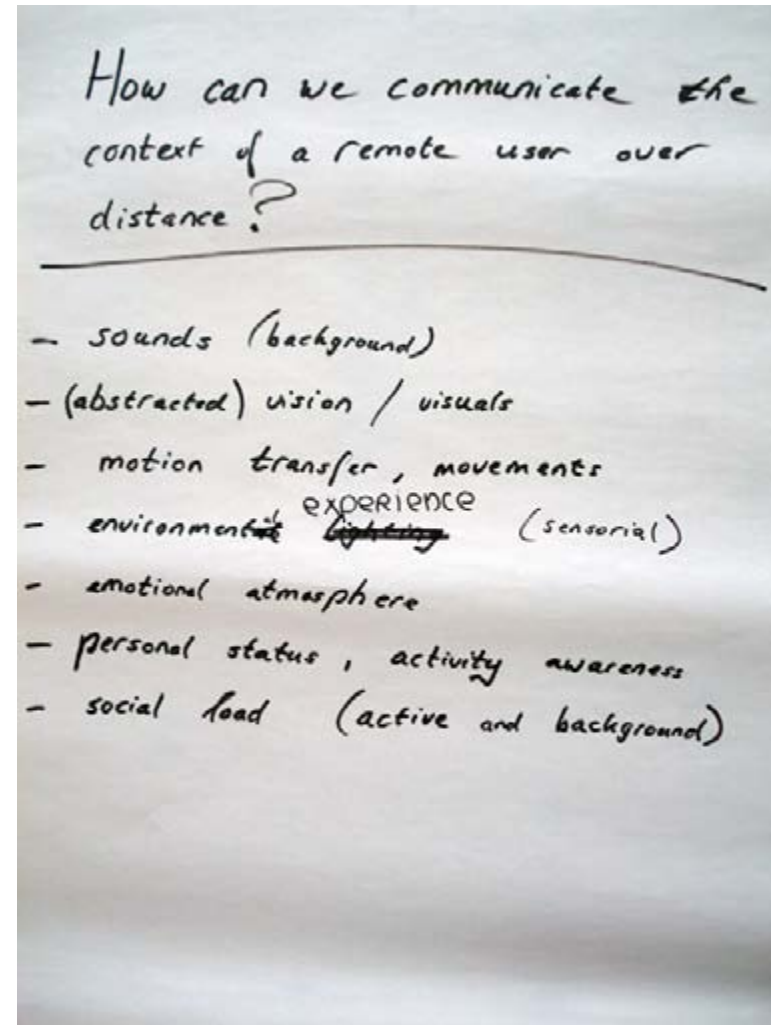 How can we communicate the
context of a remote user over
distance?
- sounds (background)
- (abstracted) vision / visuals
- motion transfer, movements
- environmental experience (sensorial)
- emotional atmosphere
- personal status, activity awareness
- social load (active and background)